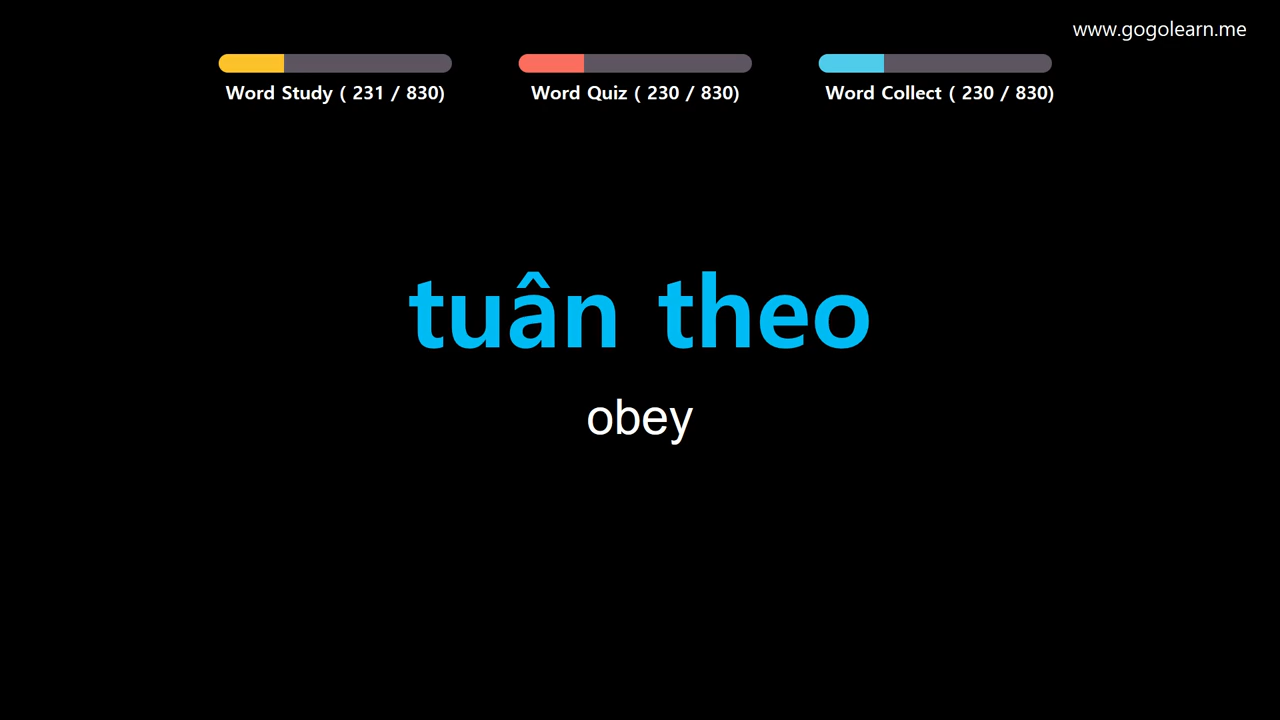 www.gogolearn.me
Word Study ( 231 / 830)
Word Quiz ( 230 / 830)
Word Collect ( 230 / 830)
tuân theo
obey